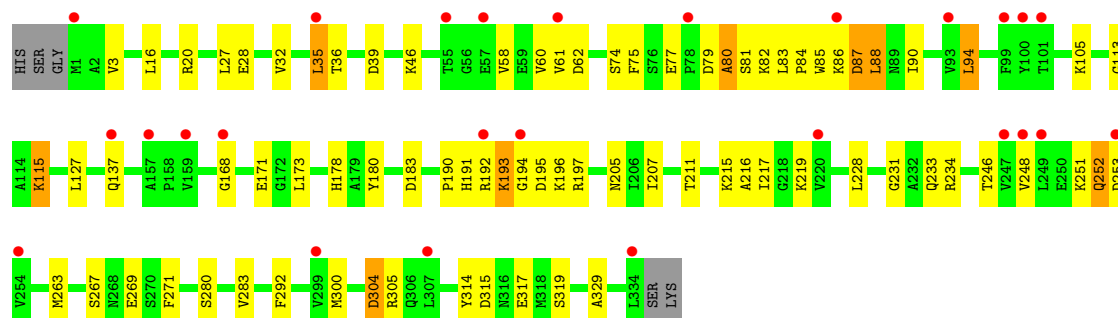 HIS SER GLY M1 A2 V3 L16 R20 L27 E28 V32 L35 T36 D39 K46 T55 G56 E57 V58 E59 V60 V61 D62 S74 F75 S76 E77 P78 D79 A80 S81 K82 L83 P84 W85 K86 D87 L88 N89 I90 V93 L94 F99 Y100 T101 K105 G113
A114 K115 L127 Q137 A157 P158 V159 G168 E171 G172 L173 H178 A179 Y180 D183 P190 H191 R192 K193 G194 D195 K196 R197 N205 I206 I207 T211 K215 A216 I217 G218 K219 V220 L228 G231 A232 Q233 R234 T246 V247 V248 L249 E250 K251 Q252 D253
V254 M263 S267 N268 E269 S270 F271 S280 V283 F292 V299 M300 D304 R305 Q306 L307 Y314 D315 N316 E317 M318 S319 A329 L334 SER LYS